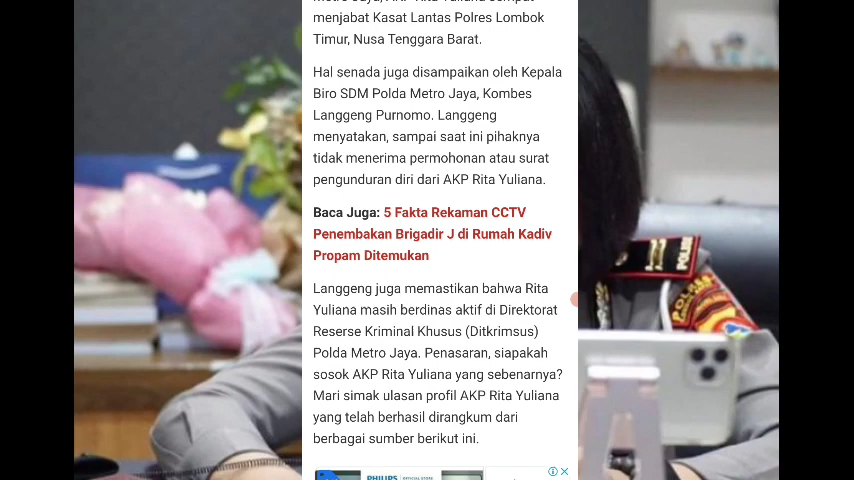 menjabat Kasat Lantas Polres Lombok
Timur, Nusa Tenggara Barat.
Hal senada juga disampaikan oleh Kepala
Biro SDM Polda Metro Jaya, Kombes
Langgeng Purnomo. Langgeng
menyatakan, sampai saat ini pihaknya
tidak menerima permohonan atau surat
pengunduran diri dari AKP Rita Yuliana.
Baca Juga: 5 Fakta Rekaman CCTV
Penembakan Brigadir J di Rumah Kadiv
Propam Ditemukan
Langgeng juga memastikan bahwa Rita
Yuliana masih berdinas aktif di Direktorat
Reserse Kriminal Khusus (Ditkrimsus)
Polda Metro Jaya. Penasaran, siapakah
sosok AKP Rita Yuliana yang sebenarnya?
Mari simak ulasan profil AKP Rita Yuliana
yang telah berhasil dirangkum dari
berbagai sumber berikut ini.
PHILIPS
POLISI